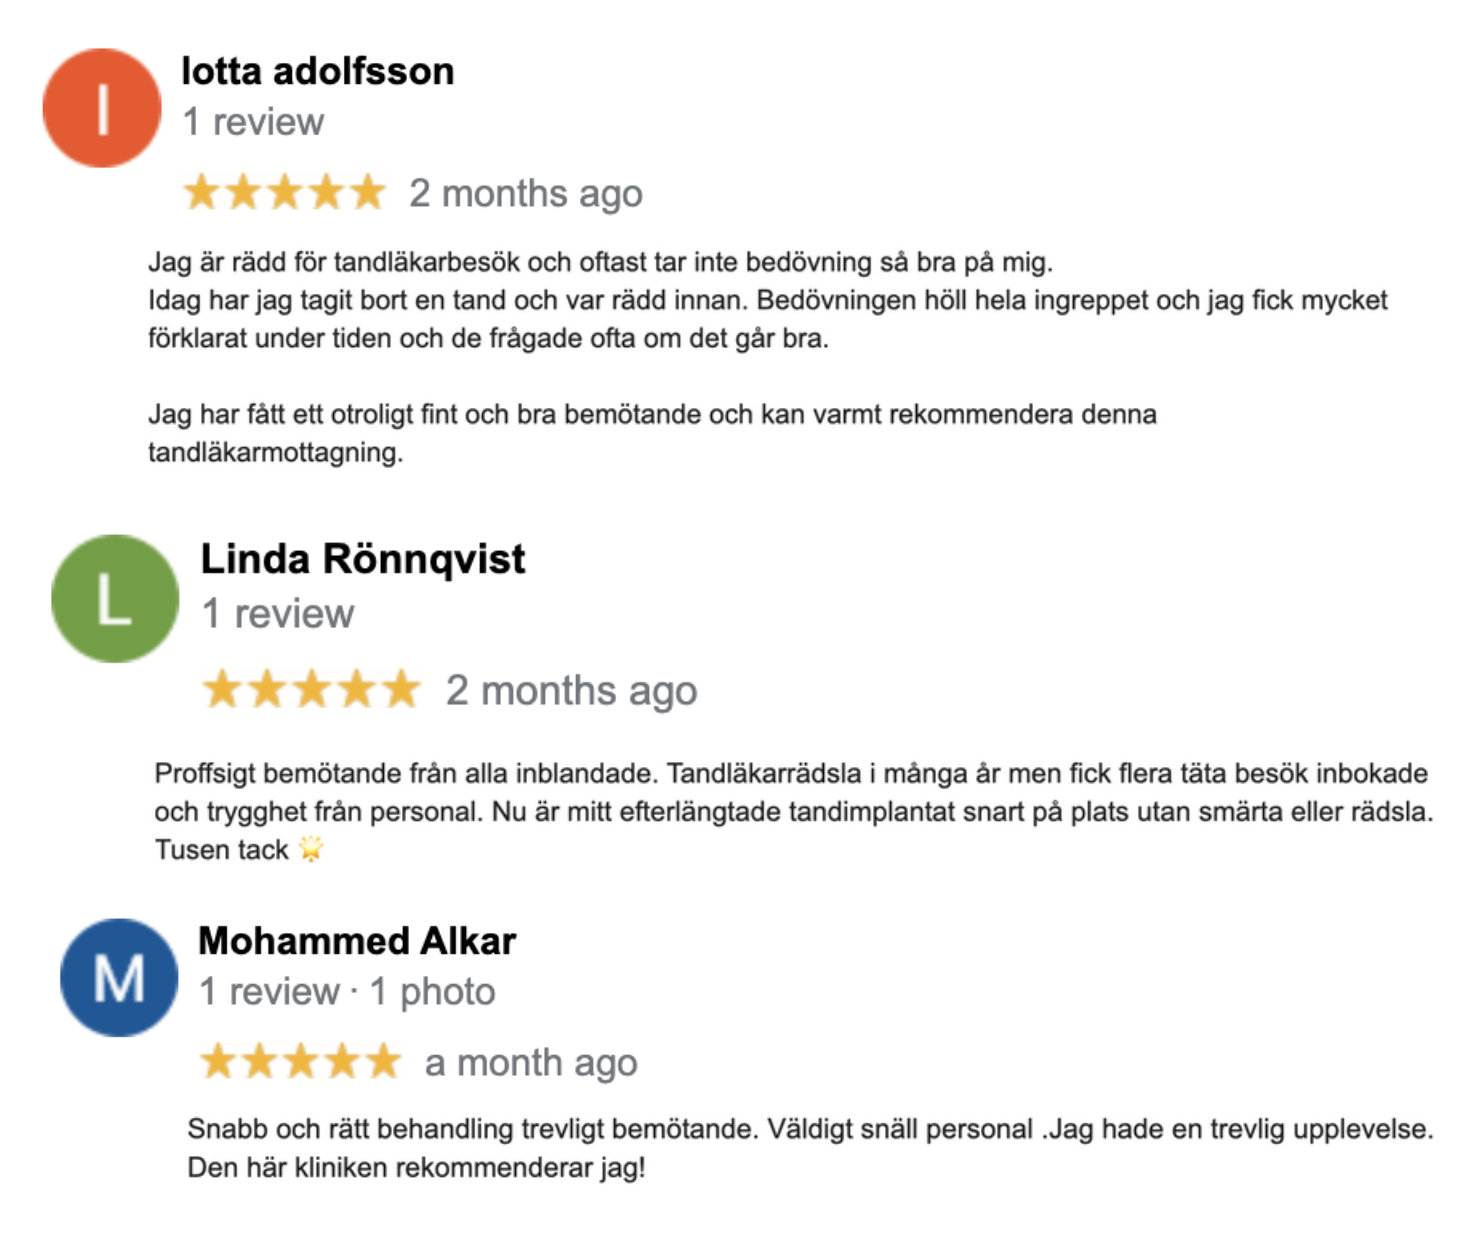 l
lotta adolfsson
1 review
★★★★★ 2 months ago
Jag är rädd för tandläkarbesök och oftast tar inte bedövning så bra på mig.
Idag har jag tagit bort en tand och var rädd innan. Bedövningen höll hela ingreppet och jag fick mycket
förklarat under tiden och de frågade ofta om det går bra.
Jag har fått ett otroligt fint och bra bemötande och kan varmt rekommendera denna
tandläkarmottagning.
L
Linda Rönnqvist
1 review
★★★★★ 2 months ago
Proffsigt bemötande från alla inblandade. Tandläkarrädsla i många år men fick flera täta besök inbokade
och trygghet från personal. Nu är mitt efterlängtade tandimplantat snart på plats utan smärta eller rädsla.
Tusen tack 🌟
M
Mohammed Alkar
1 review · 1 photo
★★★★★ a month ago
Snabb och rätt behandling trevligt bemötande. Väldigt snäll personal .Jag hade en trevlig upplevelse.
Den här kliniken rekommenderar jag!